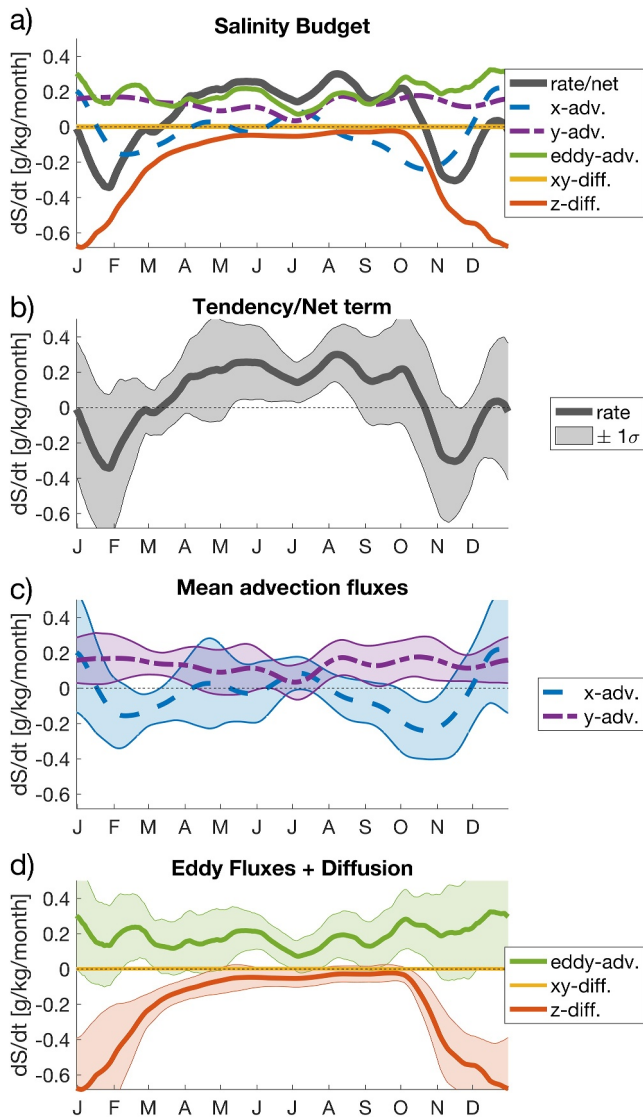 a)
Salinity Budget
dS/dt [g/kg/month]
0.4
0.2
0
-0.2
-0.4
-0.6
J F M A M J J A S O N D
rate/net
x-adv.
y-adv.
eddy-adv.
xy-diff.
z-diff.
b)
Tendency/Net term
dS/dt [g/kg/month]
0.4
0.2
0
-0.2
-0.4
-0.6
J F M A M J J A S O N D
rate
± 1σ
c)
Mean advection fluxes
dS/dt [g/kg/month]
0.4
0.2
0
-0.2
-0.4
-0.6
J F M A M J J A S O N D
x-adv.
y-adv.
d)
Eddy Fluxes + Diffusion
dS/dt [g/kg/month]
0.4
0.2
0
-0.2
-0.4
-0.6
J F M A M J J A S O N D
eddy-adv.
xy-diff.
z-diff.